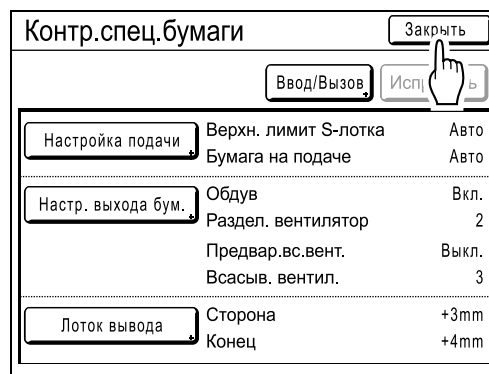 Контр.спец.бумаги Закрыть
Ввод/Вызов
Настройка подачи Верхн. лимит S-лотка Авто
Бумага на подаче Авто
Настр. выхода бум. Обдув Вкл.
Раздел. вентилятор 2
Предвар.вс.вент. Выкл.
Всасыв. вентил. 3
Лоток вывода Сторона +3mm
Конец +4mm